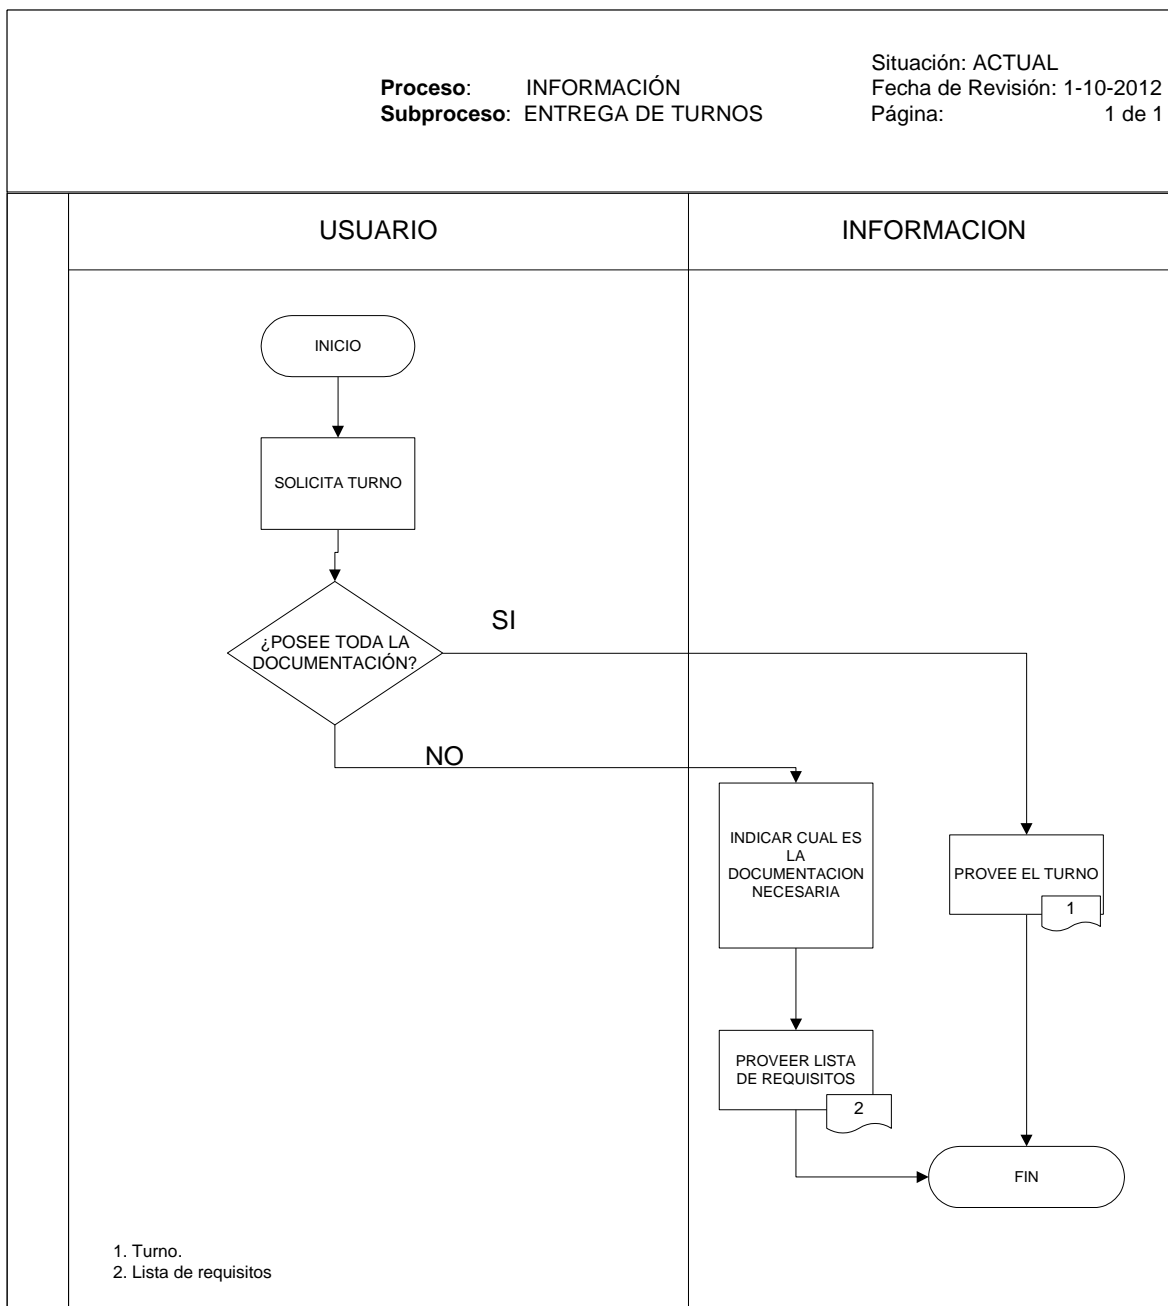 Proceso: INFORMACIÓN
Subproceso: ENTREGA DE TURNOS
Situación: ACTUAL
Fecha de Revisión: 1-10-2012
Página: 1 de 1
USUARIO
INFORMACION
INICIO
SOLICITA TURNO
¿POSEE TODA LA
DOCUMENTACIÓN?
SI
NO
INDICAR CUAL ES
LA
DOCUMENTACION
NECESARIA
PROVEE EL TURNO
1
PROVEER LISTA
DE REQUISITOS
2
FIN
1. Turno.
2. Lista de requisitos